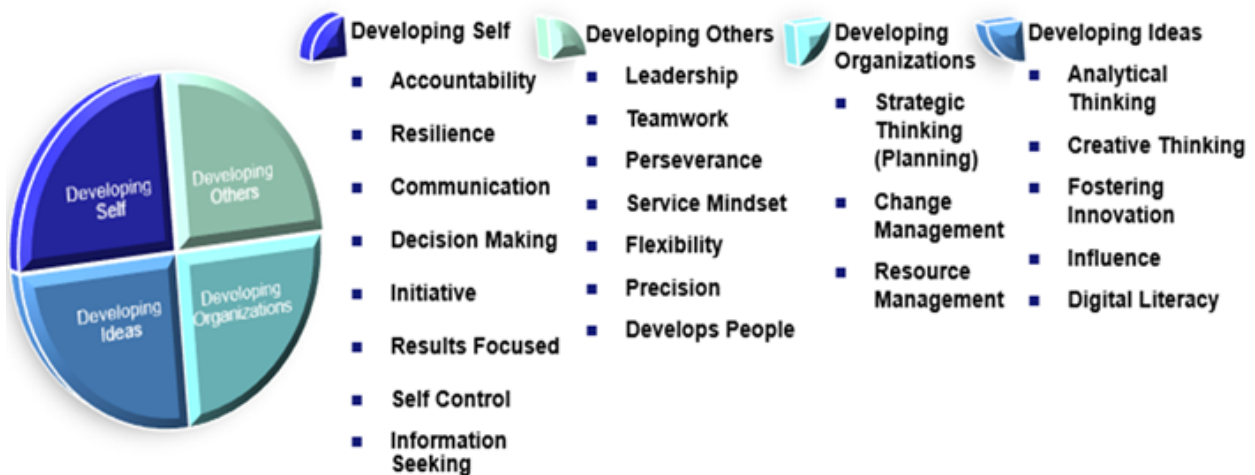 Developing
Self
Developing
Others
Developing
Ideas
Developing
Organizations
Developing Self
Accountability
Resilience
Communication
Decision Making
Initiative
Results Focused
Self Control
Information
Seeking
Developing Others
Leadership
Teamwork
Perseverance
Service Mindset
Flexibility
Precision
Develops People
Developing
Organizations
Strategic
Thinking
(Planning)
Change
Management
Resource
Management
Developing Ideas
Analytical
Thinking
Creative Thinking
Fostering
Innovation
Influence
Digital Literacy